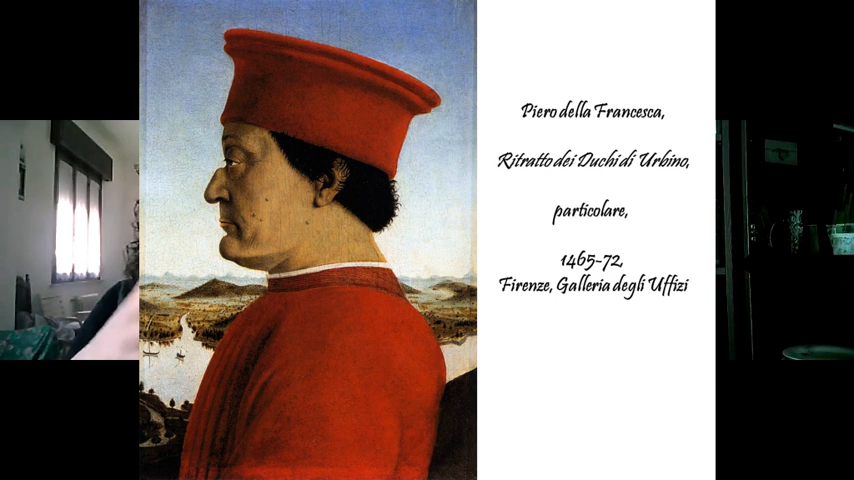 Piero della Francesca,
Ritratto dei Duchi di Urbino,
particolare,
1465-72,
Firenze, Galleria degli Uffizi